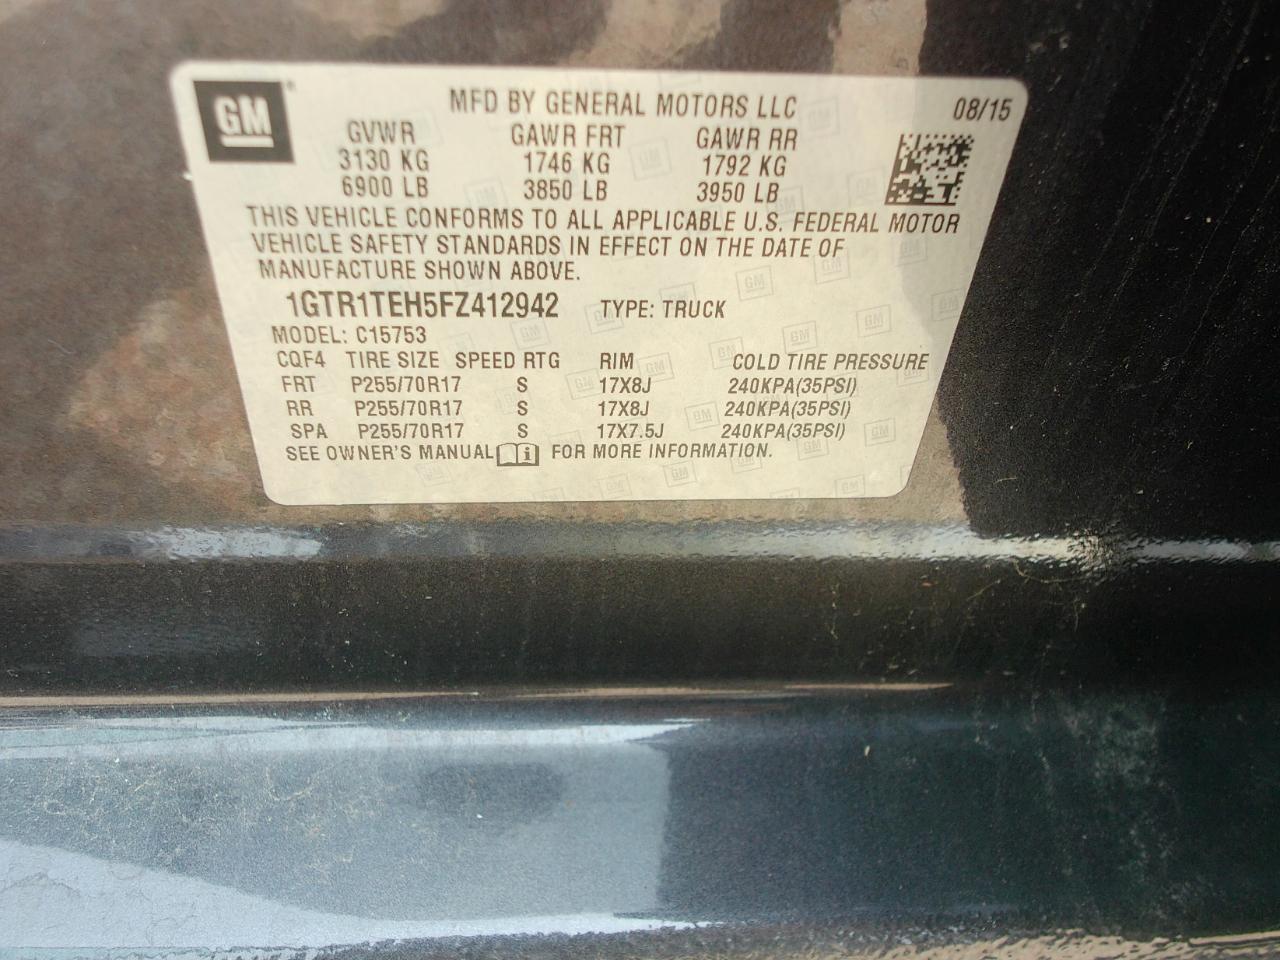 GM
MFD BY GENERAL MOTORS LLC 08/15
GVWR GAWR FRT GAWR RR
3130 KG 1746 KG 1792 KG
6900 LB 3850 LB 3950 LB
THIS VEHICLE CONFORMS TO ALL APPLICABLE U.S. FEDERAL MOTOR
VEHICLE SAFETY STANDARDS IN EFFECT ON THE DATE OF
MANUFACTURE SHOWN ABOVE.
1GTR1TEH5FZ412942 TYPE: TRUCK
MODEL: C15753
CQF4 TIRE SIZE SPEED RTG RIM COLD TIRE PRESSURE
FRT P255/70R17 S 17X8J 240KPA(35PSI)
RR P255/70R17 S 17X8J 240KPA(35PSI)
SPA P255/70R17 S 17X7.5J 240KPA(35PSI)
SEE OWNER'S MANUAL FOR MORE INFORMATION.